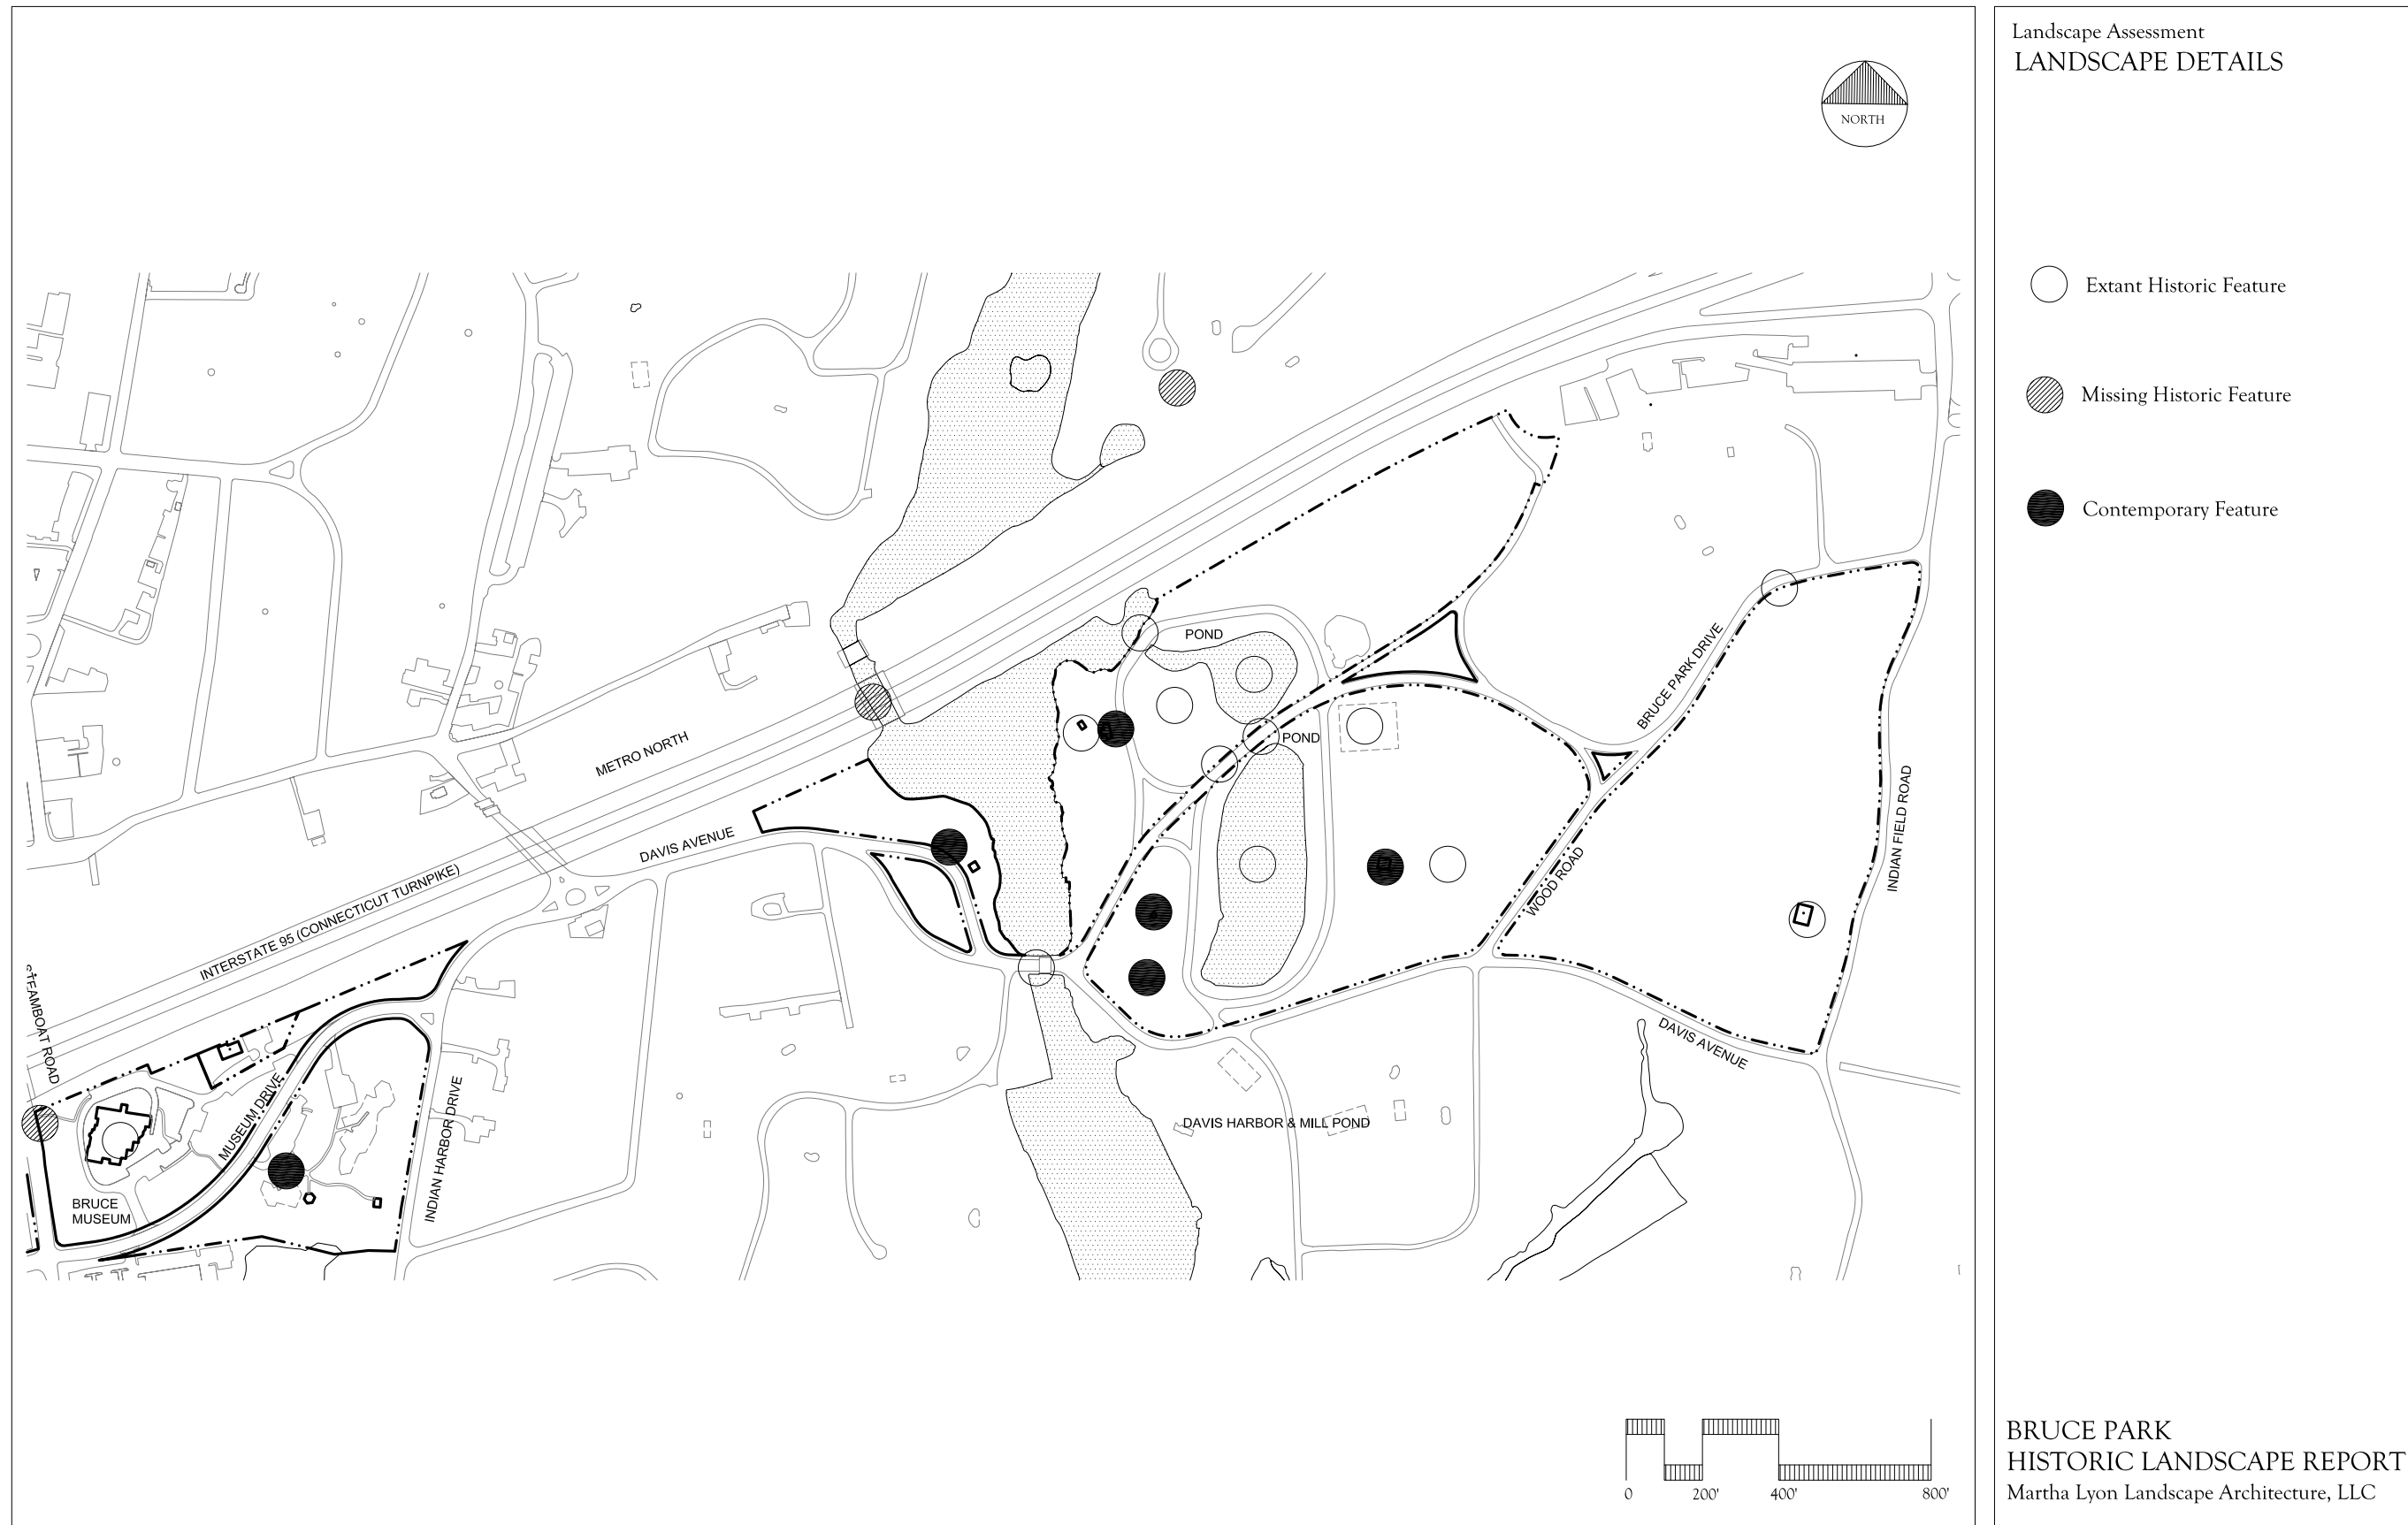 Landscape Assessment
LANDSCAPE DETAILS
NORTH
Extant Historic Feature
Missing Historic Feature
Contemporary Feature
POND
POND
BRUCE PARK DRIVE
METRO NORTH
DAVIS AVENUE
INTERSTATE 95 (CONNECTICUT TURNPIKE)
WOOD ROAD
INDIAN FIELD ROAD
STEAMBOAT ROAD
MUSEUM DRIVE
INDIAN HARBOR DRIVE
DAVIS AVENUE
DAVIS HARBOR & MILL POND
BRUCE
MUSEUM
0 200' 400' 800'
BRUCE PARK
HISTORIC LANDSCAPE REPORT
Martha Lyon Landscape Architecture, LLC